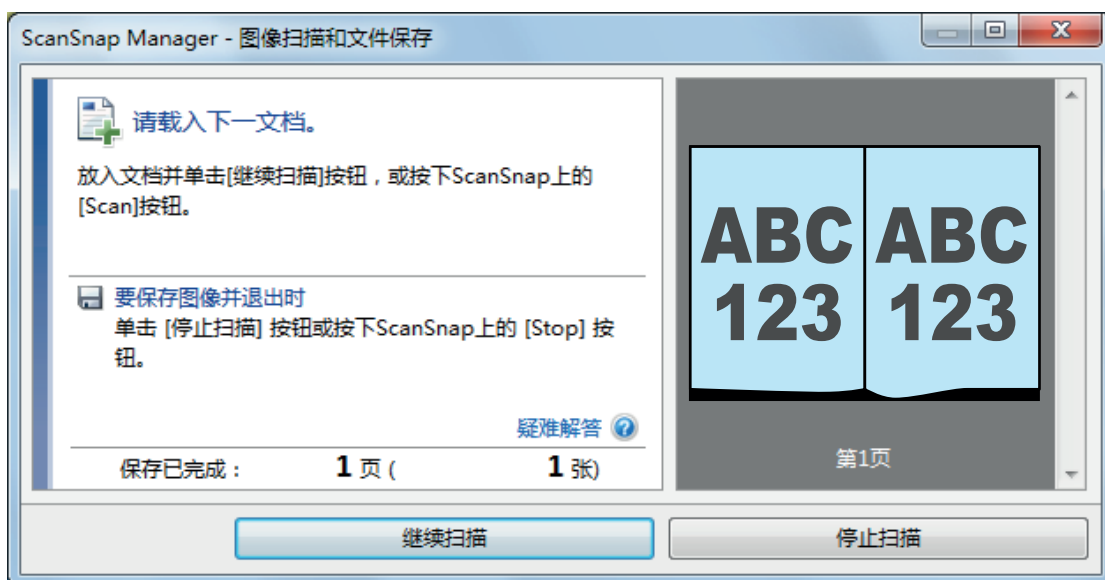 ScanSnap Manager - 图像扫描和文件保存
请载入下一文档。
放入文档并单击[继续扫描]按钮，或按下ScanSnap上的
[Scan]按钮。
要保存图像并退出时
单击 [停止扫描] 按钮或按下ScanSnap上的 [Stop] 按
钮。
疑难解答
保存已完成： 1 页 ( 1 张)
ABC ABC
123 123
第1页
继续扫描 停止扫描